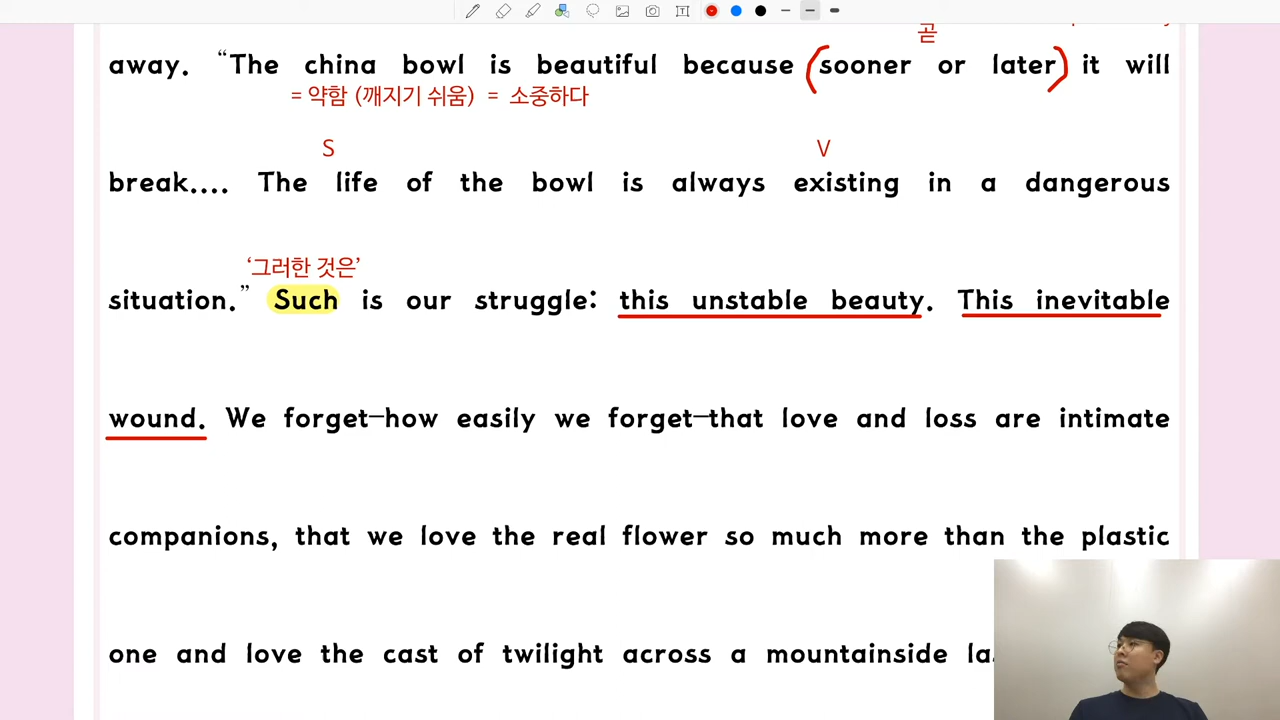 곧
away. “The china bowl is beautiful because (sooner or later) it will
= 약함 (깨지기 쉬움) = 소중하다
S V
break.... The life of the bowl is always existing in a dangerous
‘그러한 것은’
situation.” Such is our struggle: this unstable beauty. This inevitable
wound. We forget—how easily we forget—that love and loss are intimate
companions, that we love the real flower so much more than the plastic
one and love the cast of twilight across a mountainside